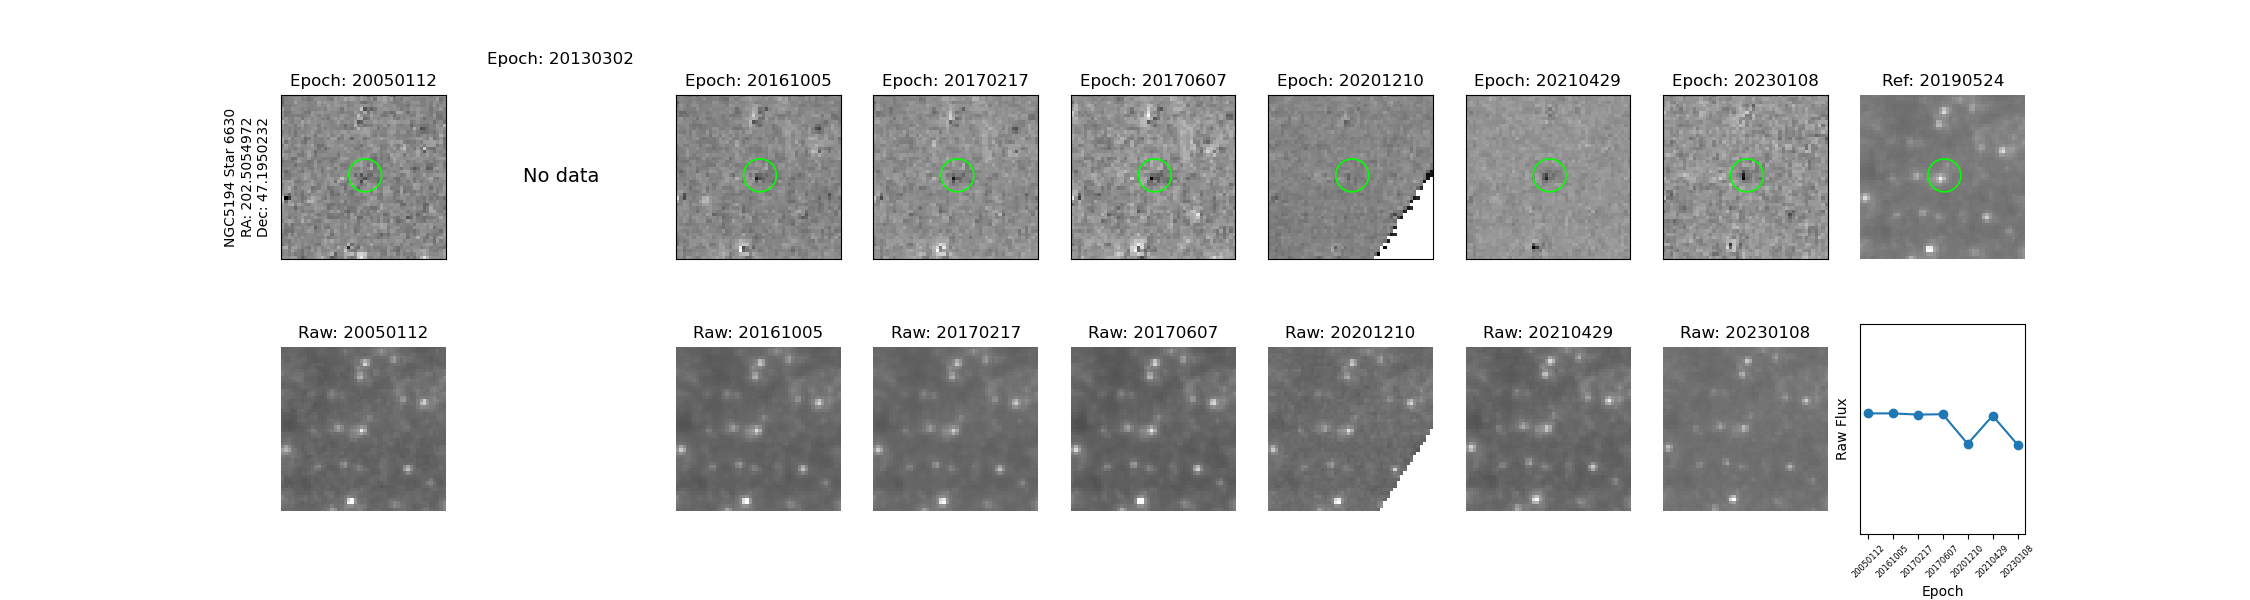 Epoch: 20130302
Epoch: 20050112
Epoch: 20161005
Epoch: 20170217
Epoch: 20170607
Epoch: 20201210
Epoch: 20210429
Epoch: 20230108
Ref: 20190524
NGC5194 Star 6630
RA: 202.5054972
Dec: 47.1950232
No data
Raw: 20050112
Raw: 20161005
Raw: 20170217
Raw: 20170607
Raw: 20201210
Raw: 20210429
Raw: 20230108
Raw Flux
20050112
20161005
20170217
20170607
20201210
20210429
20230108
Epoch